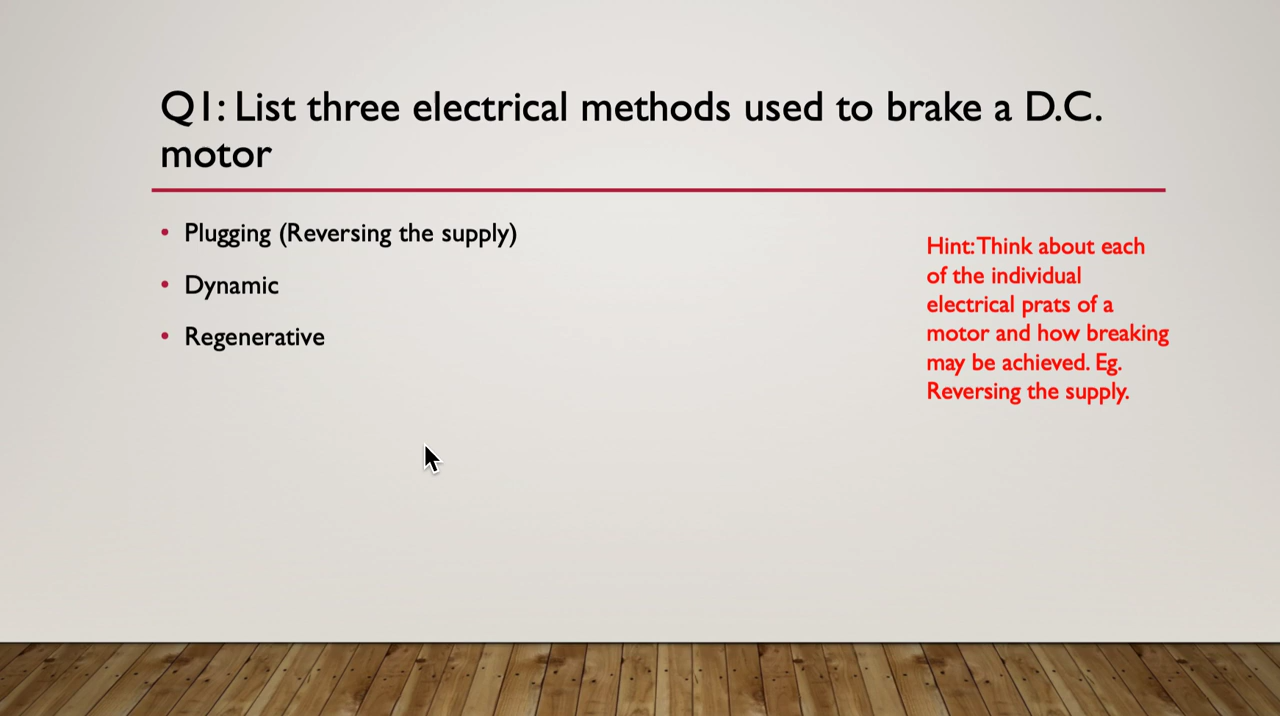 Q1: List three electrical methods used to brake a D.C.
motor
• Plugging (Reversing the supply)
• Dynamic
• Regenerative
Hint: Think about each
of the individual
electrical prats of a
motor and how breaking
may be achieved. Eg.
Reversing the supply.